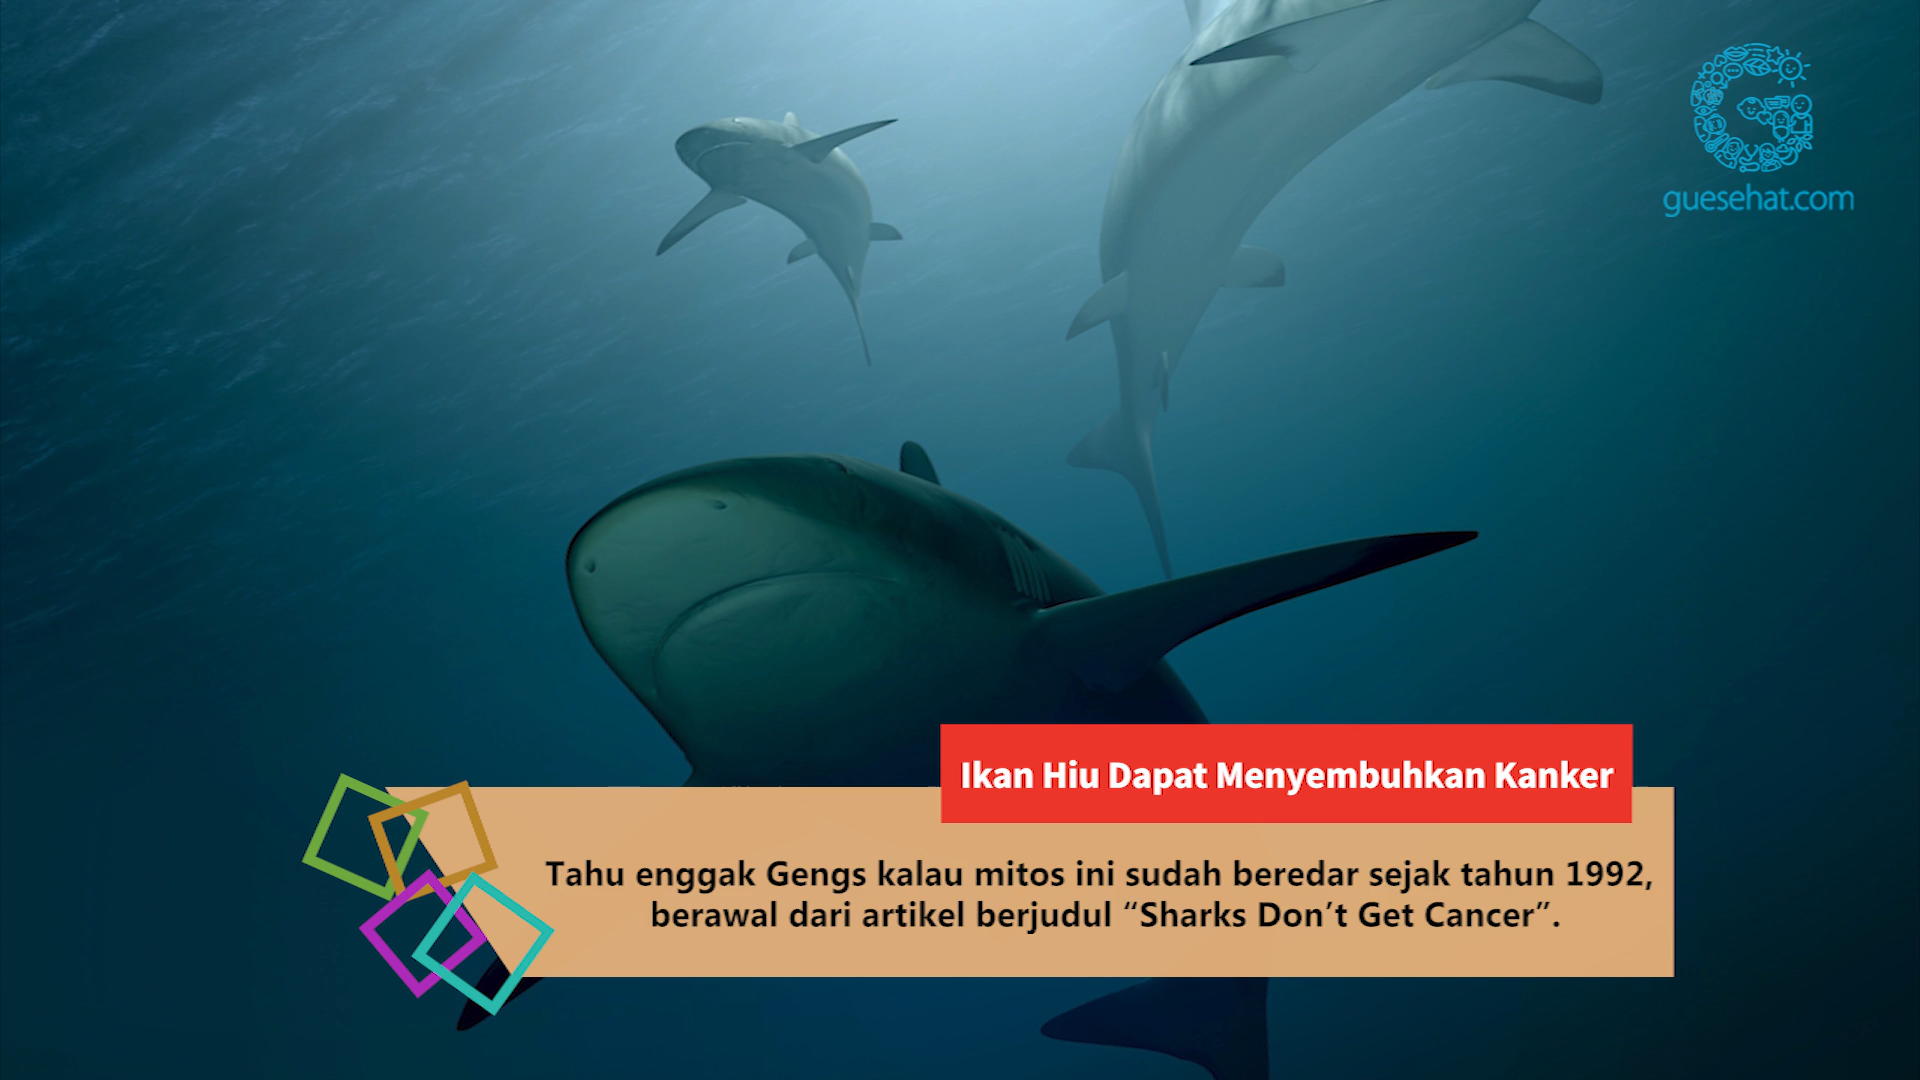 guesehat.com
Ikan Hiu Dapat Menyembuhkan Kanker
Tahu enggak Gengs kalau mitos ini sudah beredar sejak tahun 1992,
berawal dari artikel berjudul “Sharks Don’t Get Cancer”.